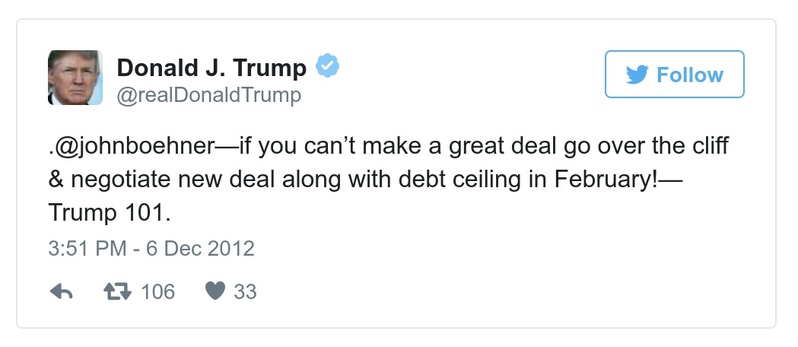 Donald J. Trump
@realDonaldTrump
Follow
.@johnboehner—if you can’t make a great deal go over the cliff
& negotiate new deal along with debt ceiling in February!—
Trump 101.
3:51 PM - 6 Dec 2012
106 33